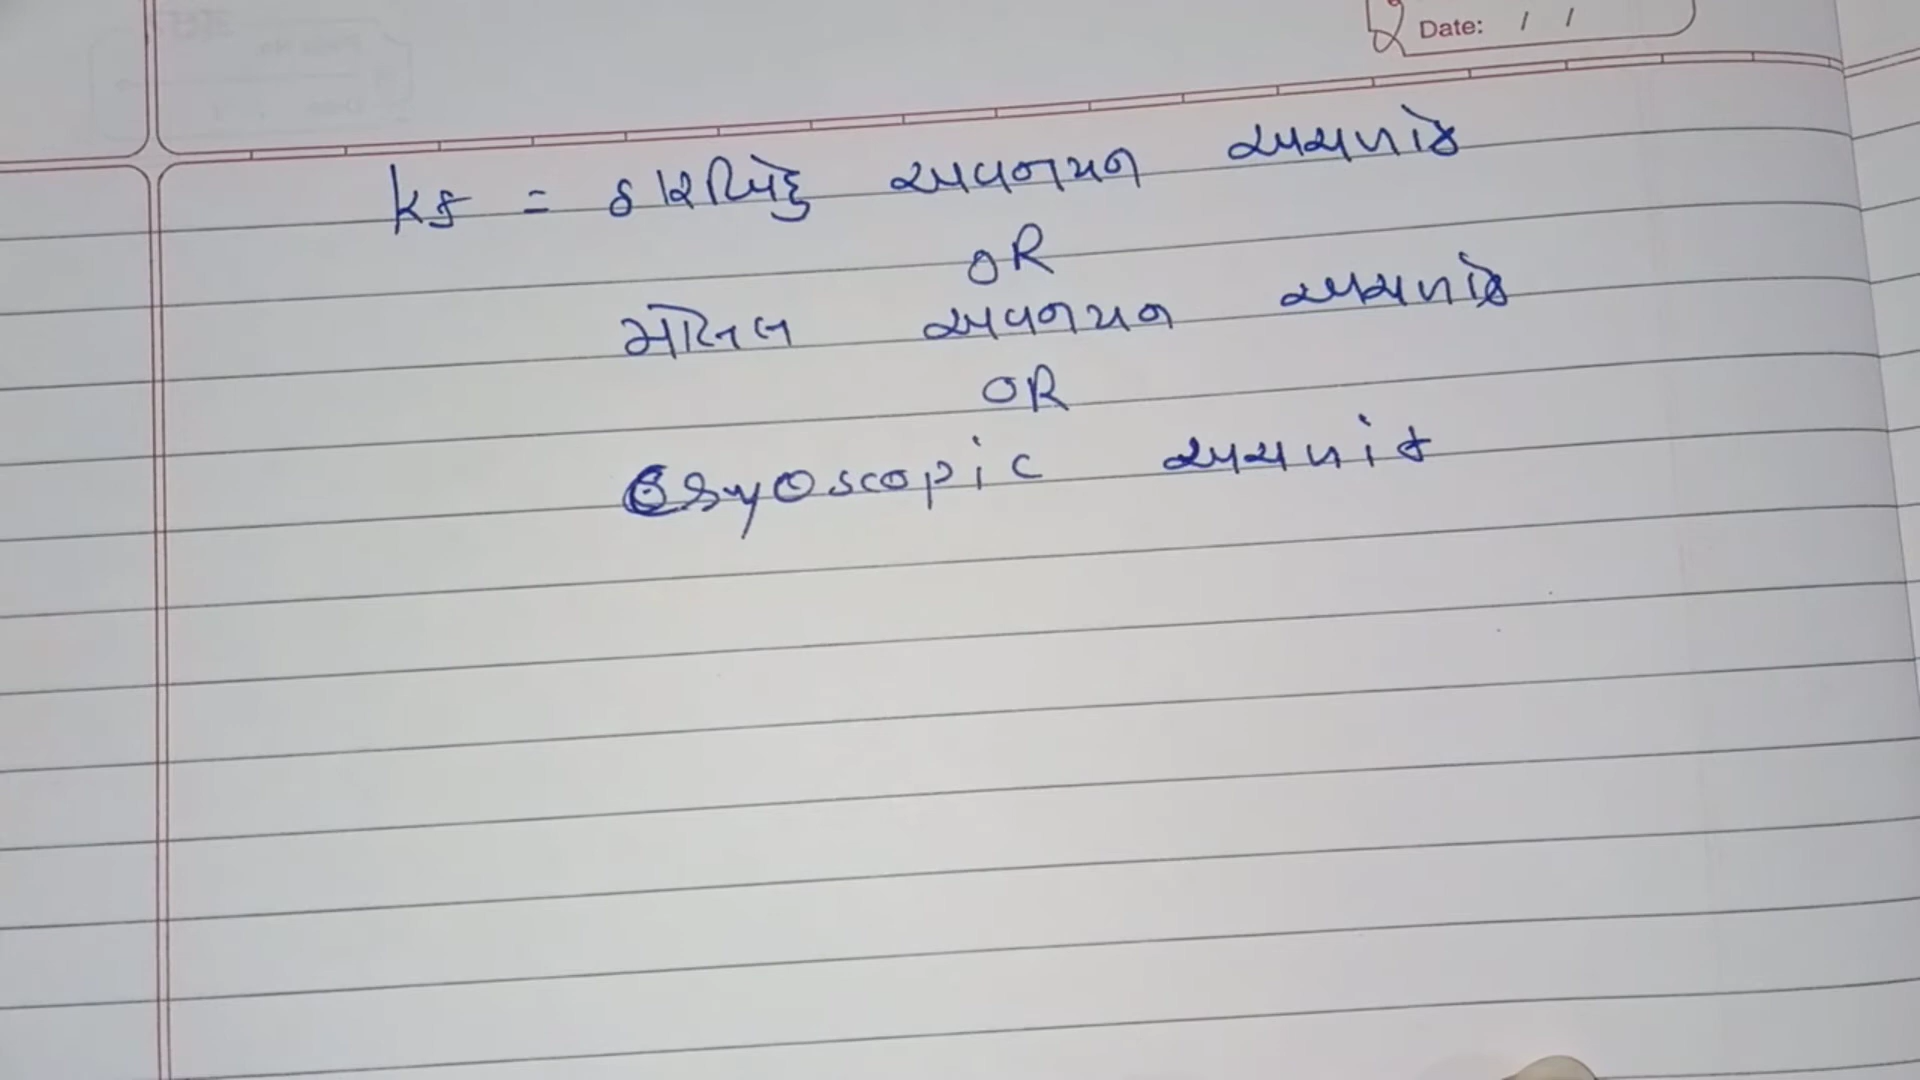 Date: / /
kf = ઠારબિંદુ અવનયન અચળાંક
OR
મોલલ અવનયન અચળાંક
OR
Cryoscopic અચળાંક